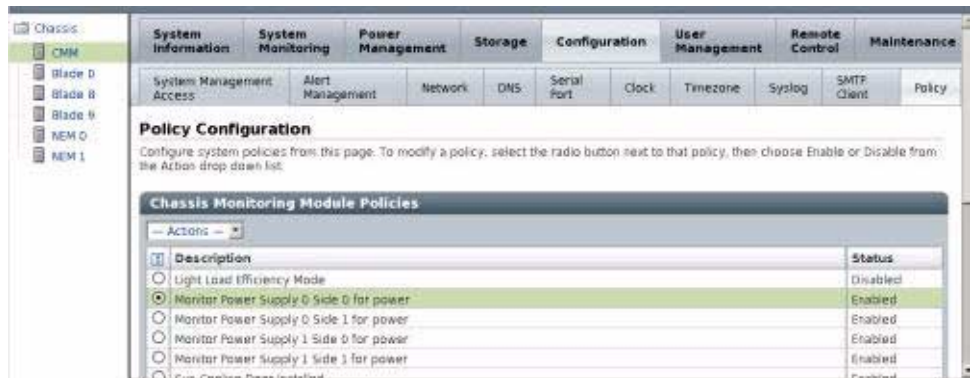 Chassis
CMM
Blade 0
Blade 8
Blade 9
NEM 0
NEM 1
System Information
System Monitoring
Power Management
Storage
Configuration
User Management
Remote Control
Maintenance
System Management Access
Alert Management
Network
DNS
Serial Port
Clock
Timezone
Syslog
SMTP Client
Policy
Policy Configuration
Configure system policies from this page. To modify a policy, select the radio button next to that policy, then choose Enable or Disable from
the Action drop down list.
Chassis Monitoring Module Policies
— Actions —
Description Status
Light Load Efficiency Mode Disabled
Monitor Power Supply 0 Side 0 for power Enabled
Monitor Power Supply 0 Side 1 for power Enabled
Monitor Power Supply 1 Side 0 for power Enabled
Monitor Power Supply 1 Side 1 for power Enabled
Sun Cooling Door Installed Enabled